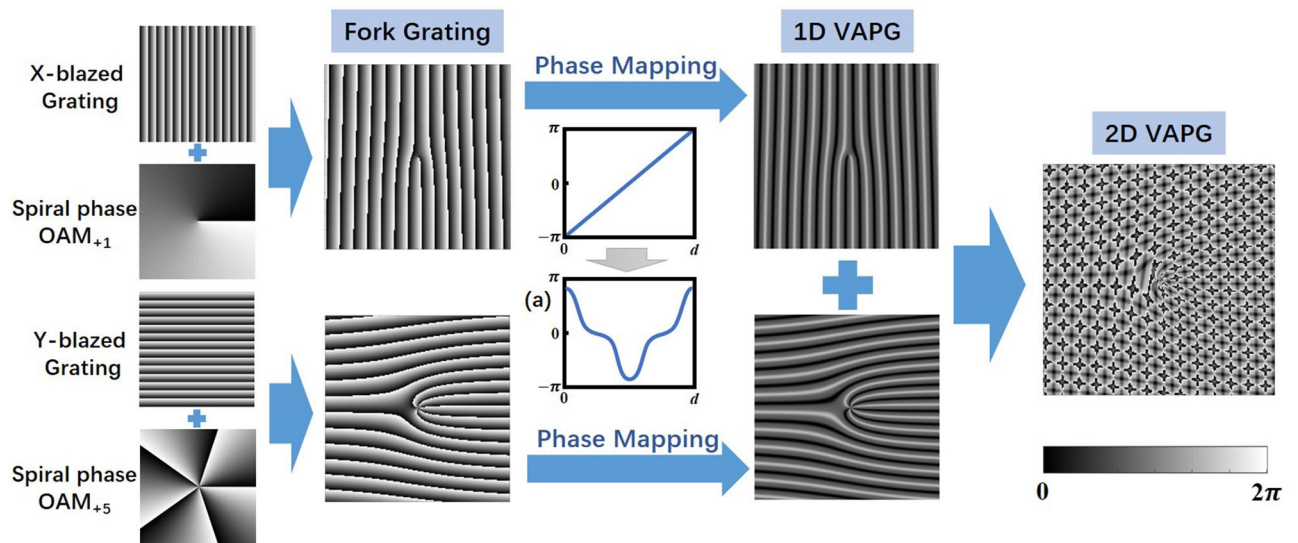 X-blazed
Grating
Spiral phase
OAM+1
Y-blazed
Grating
Spiral phase
OAM+5
Fork Grating
Phase Mapping
π
0
−π
0
d
(a)
π
0
−π
0
d
Phase Mapping
1D VAPG
2D VAPG
0
2π